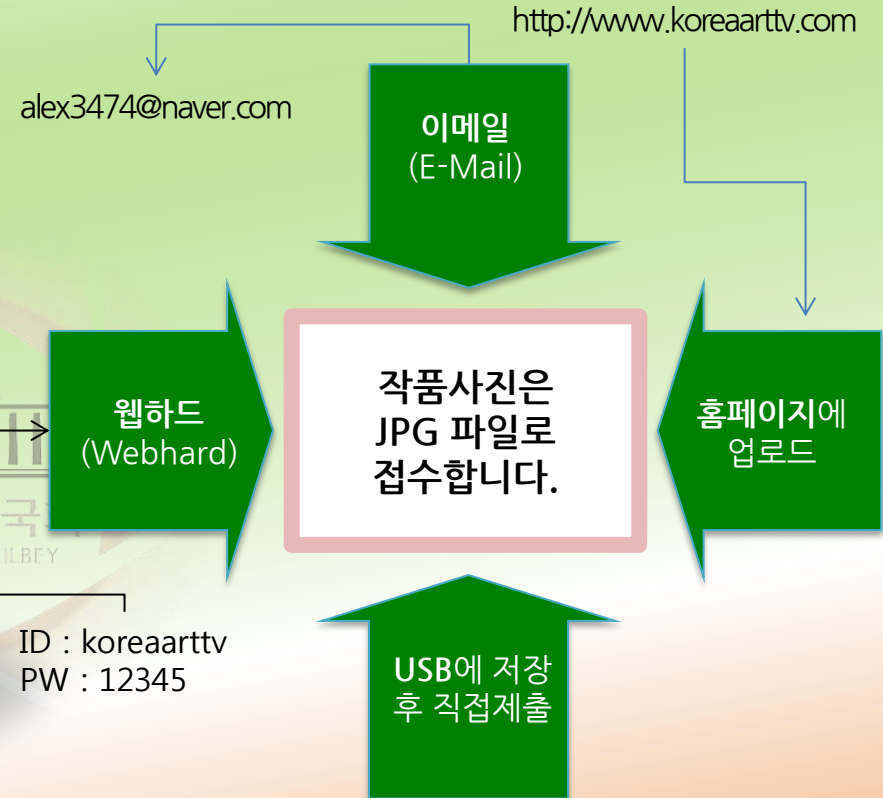 http://www.koreaarttv.com
alex3474@naver.com
이메일
(E-Mail)
작품사진은
JPG 파일로
접수합니다.
웹하드
(Webhard)
홈페이지에
업로드
ID : koreaarttv
PW : 12345
USB에 저장
후 직접제출